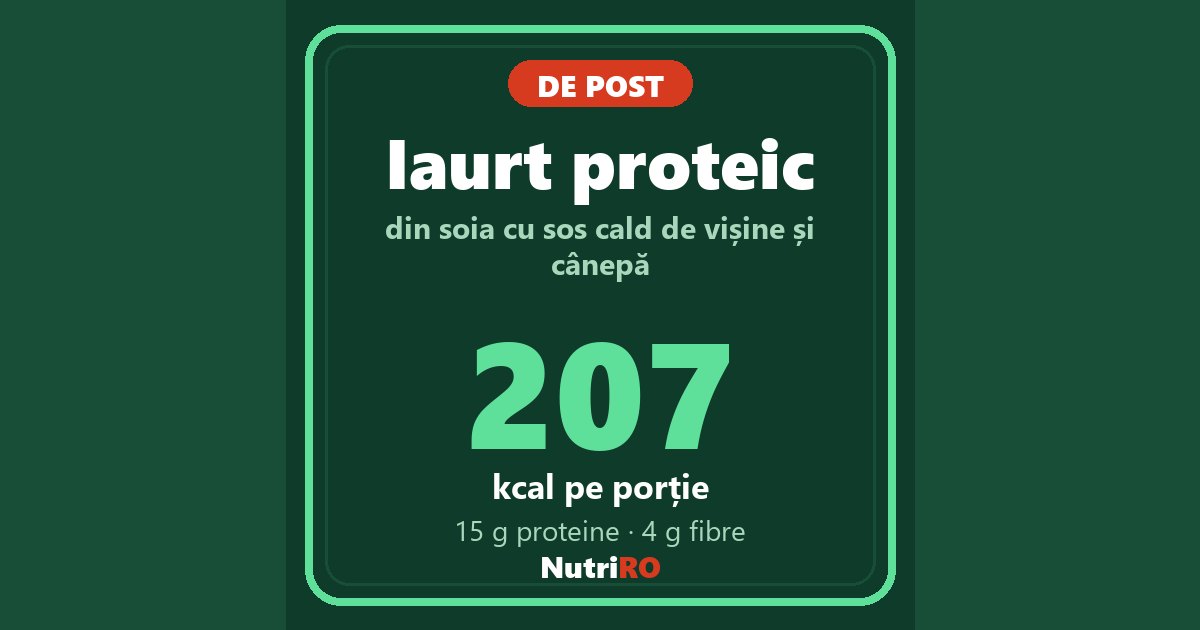 DE POST
Iaurt proteic
din soia cu sos cald de vișine și
cânepă
207
kcal pe porție
15 g proteine · 4 g fibre
NutriRO